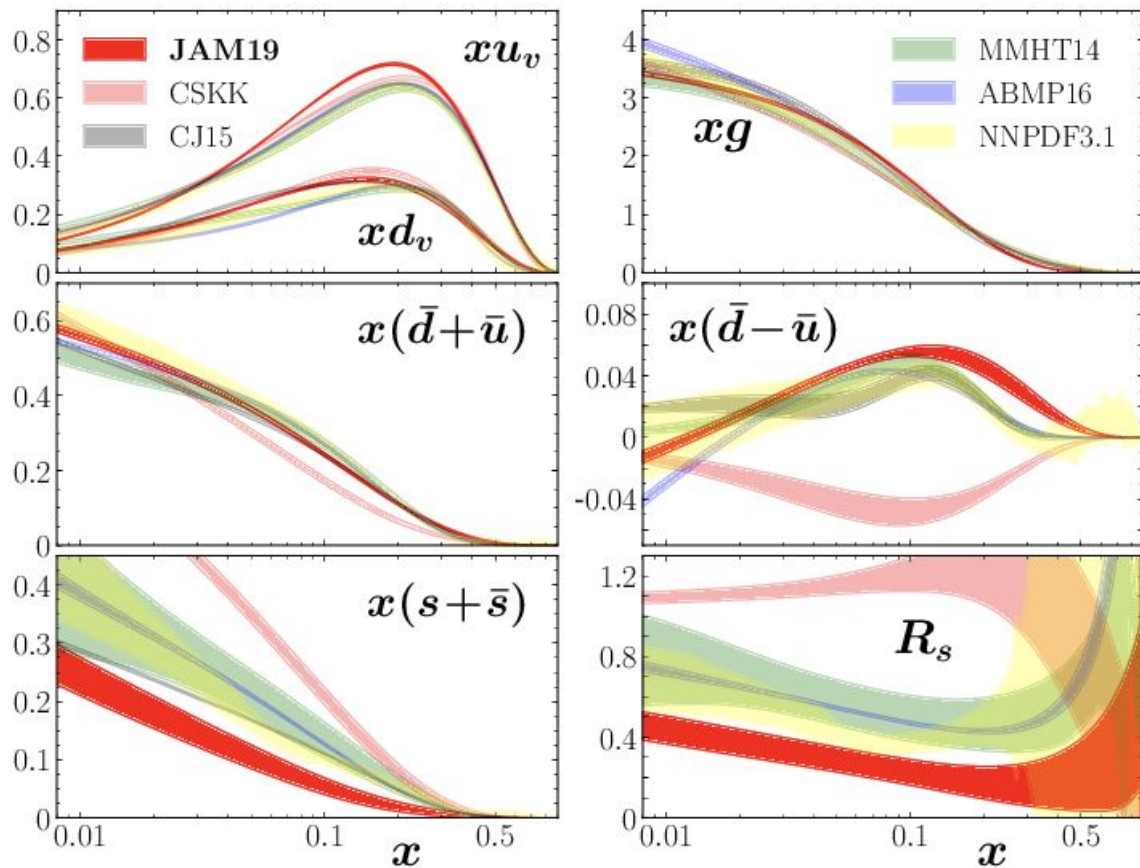 JAM19
CSKK
CJ15
xu_v
xd_v
0.8
0.6
0.4
0.2
0
MMHT14
ABMP16
NNPDF3.1
xg
4
3
2
1
0
x(d̄+ū)
0.6
0.4
0.2
0
x(d̄−ū)
0.08
0.04
0
-0.04
x(s+s̄)
0.4
0.3
0.2
0.1
0
0.01
0.1
0.5
x
R_s
1.2
0.8
0.4
0
0.01
0.1
0.5
x